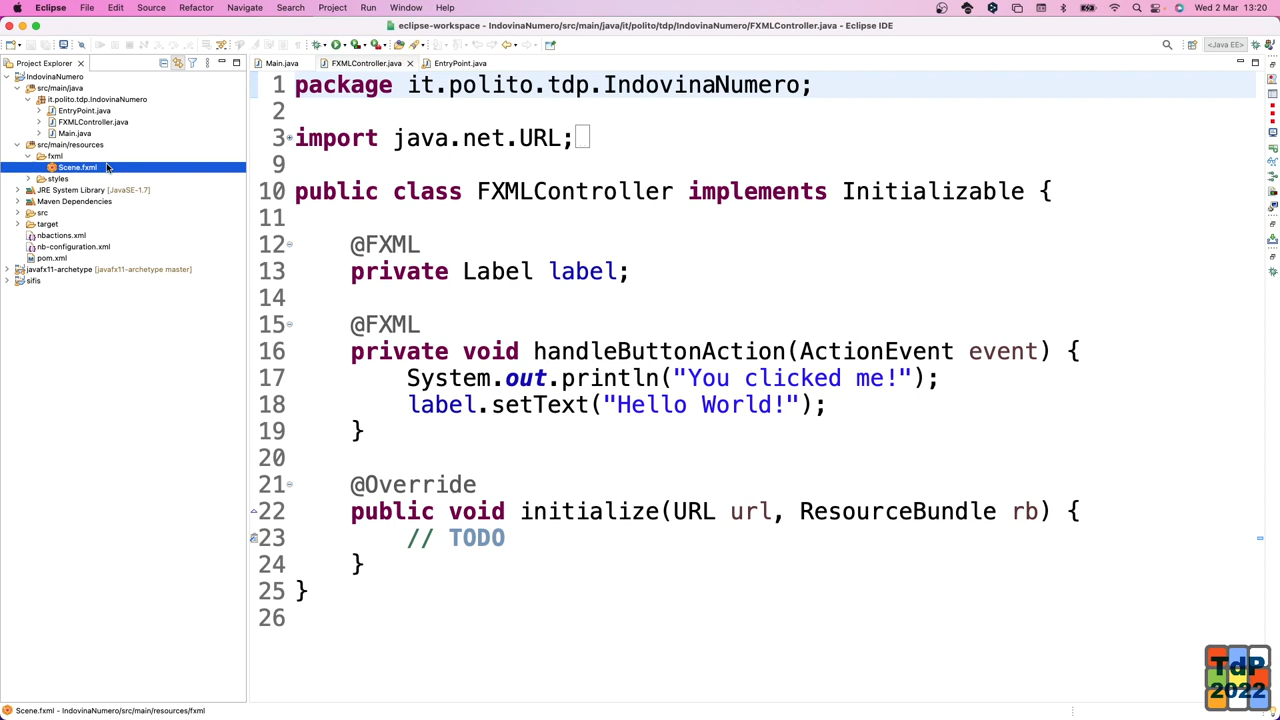 Eclipse File Edit Source Refactor Navigate Search Project Run Window Help
Wed 2 Mar 13:20
eclipse-workspace - IndovinaNumero/src/main/java/it/polito/tdp/IndovinaNumero/FXMLController.java - Eclipse IDE
<Java EE>
Project Explorer
Main.java
FXMLController.java
EntryPoint.java
IndovinaNumero
src/main/java
it.polito.tdp.IndovinaNumero
EntryPoint.java
FXMLController.java
Main.java
src/main/resources
fxml
Scene.fxml
styles
JRE System Library [JavaSE-1.7]
Maven Dependencies
src
target
nbactions.xml
nb-configuration.xml
pom.xml
javafx11-archetype [javafx11-archetype master]
sifis
1 package it.polito.tdp.IndovinaNumero;
2
3 import java.net.URL;
9
10 public class FXMLController implements Initializable {
11
12 @FXML
13 private Label label;
14
15 @FXML
16 private void handleButtonAction(ActionEvent event) {
17 System.out.println("You clicked me!");
18 label.setText("Hello World!");
19 }
20
21 @Override
22 public void initialize(URL url, ResourceBundle rb) {
23 // TODO
24 }
25 }
26
TdP
2022
Scene.fxml - IndovinaNumero/src/main/resources/fxml